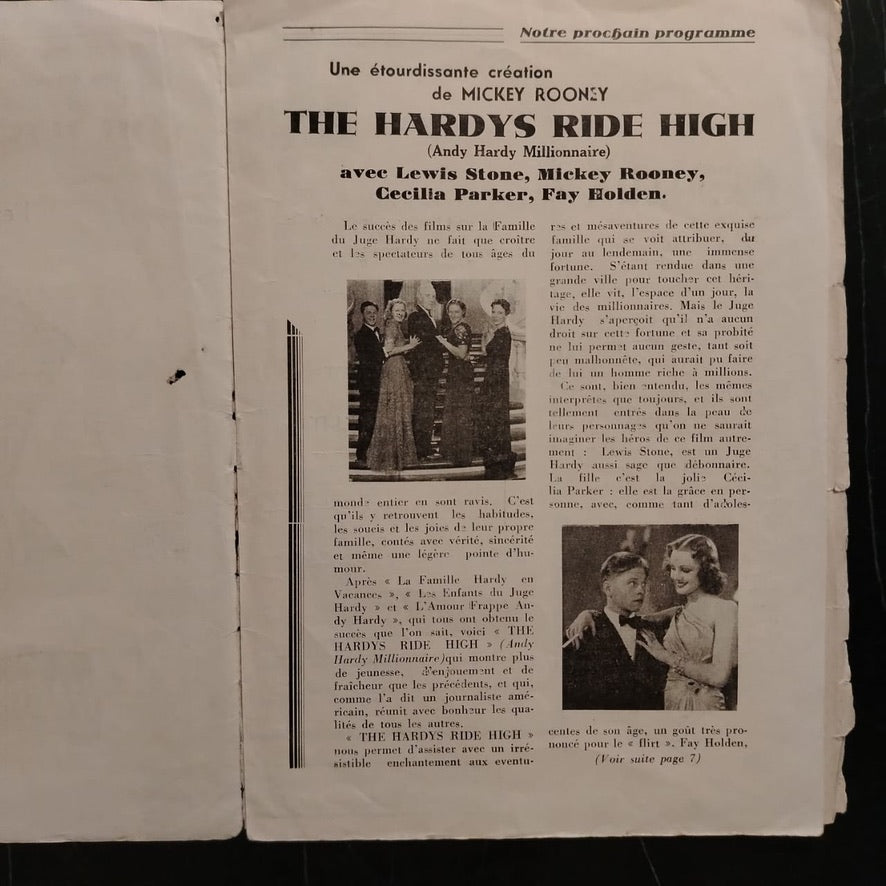 Notre prochain programme
Une étourdissante création
de MICKEY ROONEY
THE HARDYS RIDE HIGH
(Andy Hardy Millionnaire)
avec Lewis Stone, Mickey Rooney,
Cecilia Parker, Fay Holden.
Le succès des films sur la Famille
du Juge Hardy ne fait que croître
et les spectateurs de tous âges du
monde entier en sont ravis. C'est
qu'ils y retrouvent les habitudes,
les soucis et les joies de leur propre
famille, contés avec vérité, sincérité
et même une légère pointe d'hu-
mour.
Après « La Famille Hardy en
Vacances », « Les Enfants du Juge
Hardy » et « L'Amour Frappe An-
dy Hardy », qui tous ont obtenu le
succès que l'on sait, voici « THE
HARDYS RIDE HIGH » (Andy
Hardy Millionnaire) qui montre plus
de jeunesse, d'enjouement et de
fraîcheur que les précédents, et qui,
comme l'a dit un journaliste amé-
ricain, réunit avec bonheur les qua-
lités de tous les autres.
« THE HARDYS RIDE HIGH »
nous permet d'assister avec un irré-
sistible enchantement aux eventu-
res et mésaventures de cette exquise
famille qui se voit attribuer, du
jour au lendemain, une immense
fortune. S'étant rendue dans une
grande ville pour toucher cet héri-
tage, elle vit, l'espace d'un jour, la
vie des millionnaires. Mais le Juge
Hardy s'aperçoit qu'il n'a aucun
droit sur cette fortune et sa probité
ne lui permet aucun geste, tant soit
peu malhonnête, qui aurait pu faire
de lui un homme riche à millions.
Ce sont, bien entendu, les mêmes
interprètes que toujours, et ils sont
tellement entrés dans la peau de
leurs personnages qu'on ne saurait
imaginer les héros de ce film autre-
ment : Lewis Stone, est un Juge
Hardy aussi sage que débonnaire.
La fille c'est la jolie Céci-
lia Parker : elle est la grâce en per-
sonne, avec, comme tant d'adoles-
centes de son âge, un goût très pro-
noncé pour le « flirt ». Fay Holden,
(Voir suite page 7)